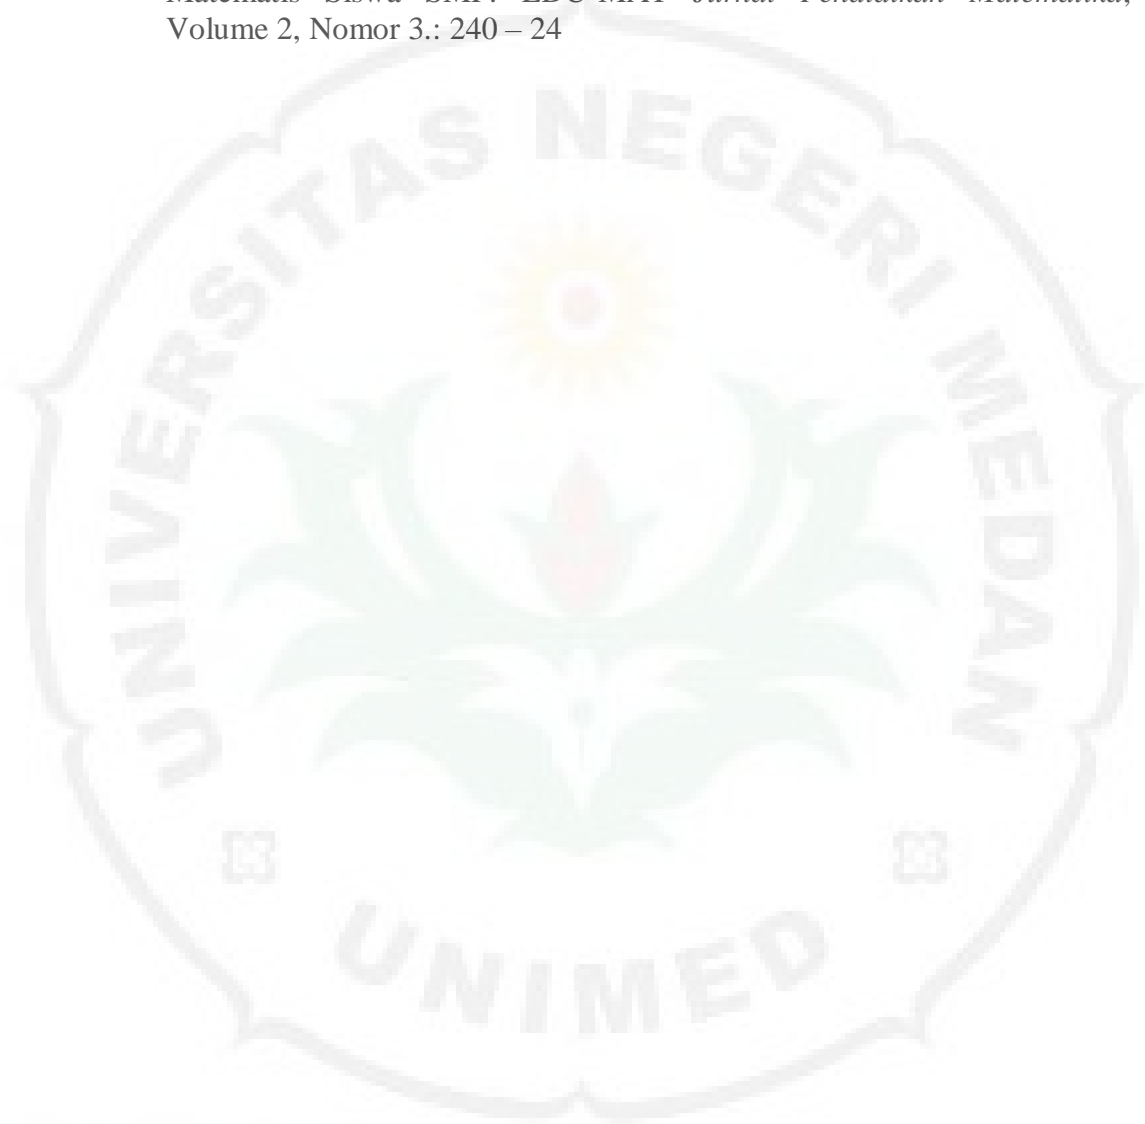 Matematis Siswa SMP. EDU-MAT Jurnal Pendidikan Matematika,
Volume 2, Nomor 3.: 240 – 24
UNIVERSITAS NEGERI MEDAN
UNIMED